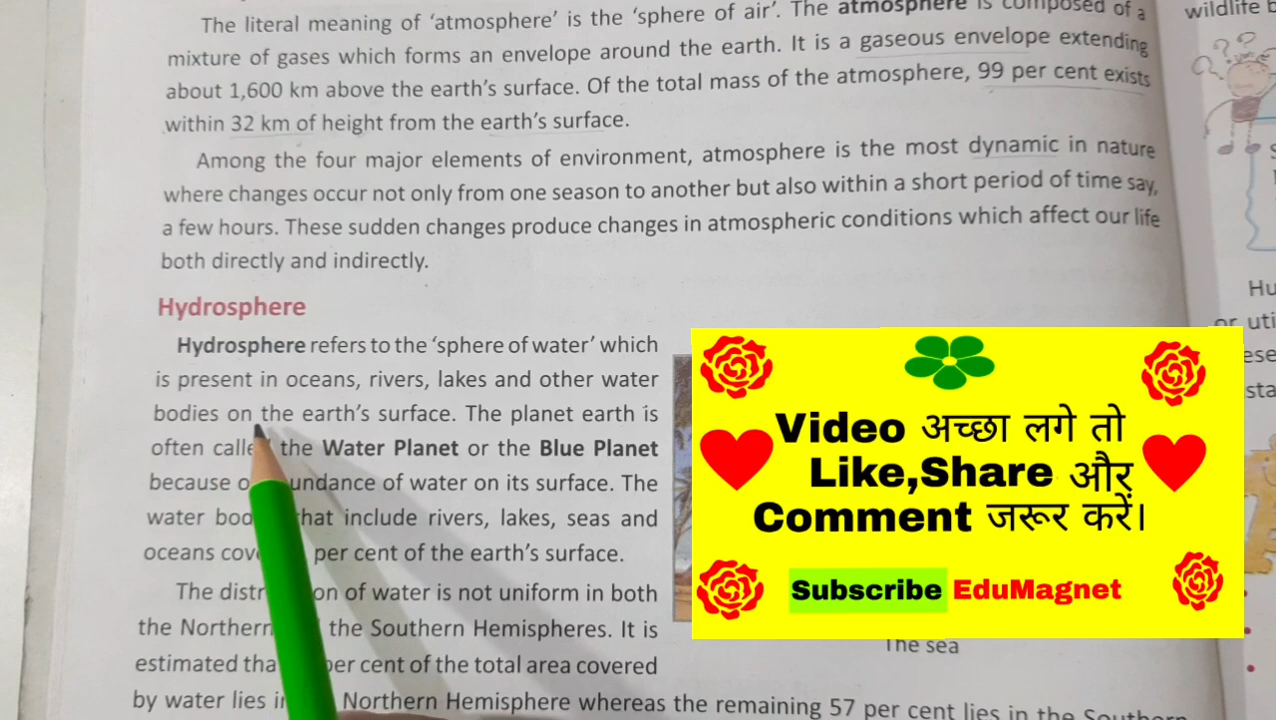 The literal meaning of ‘atmosphere’ is the ‘sphere of air’. The atmosphere is composed of a
mixture of gases which forms an envelope around the earth. It is a gaseous envelope extending
about 1,600 km above the earth’s surface. Of the total mass of the atmosphere, 99 per cent exists
within 32 km of height from the earth’s surface.
Among the four major elements of environment, atmosphere is the most dynamic in nature
where changes occur not only from one season to another but also within a short period of time say,
a few hours. These sudden changes produce changes in atmospheric conditions which affect our life
both directly and indirectly.
Hydrosphere
Hydrosphere refers to the ‘sphere of water’ which
is present in oceans, rivers, lakes and other water
bodies on the earth’s surface. The planet earth is
often the Water Planet or the Blue Planet
because of water on its surface. The
water that include rivers, lakes, seas and
oceans per cent of the earth’s surface.
The of water is not uniform in both
the Northern the Southern Hemispheres. It is
estimated per cent of the total area covered
by water lies Northern Hemisphere whereas the remaining 57 per cent lies in the Southern
The sea
wildlife
Video अच्छा लगे तो
Like,Share और
Comment जरूर करें।
Subscribe EduMagnet